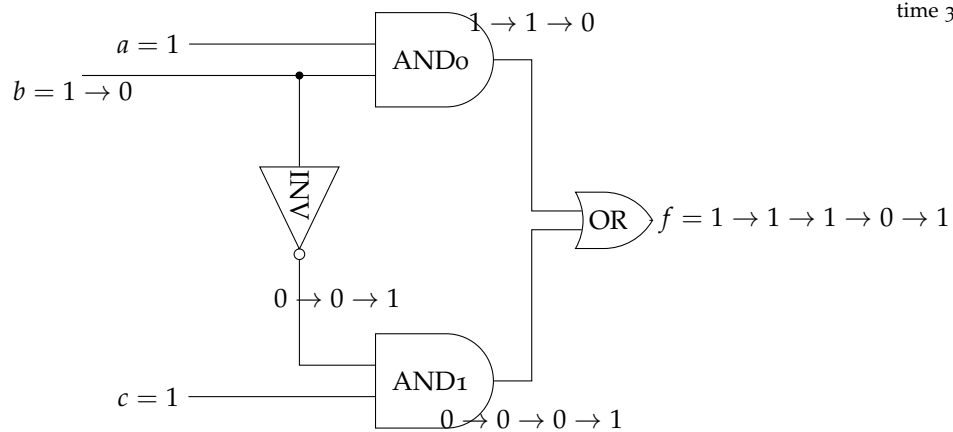 time 3
1 → 1 → 0
a = 1
AND0
b = 1 → 0
INV
OR
f = 1 → 1 → 1 → 0 → 1
0 → 0 → 1
AND1
c = 1
0 → 0 → 0 → 1